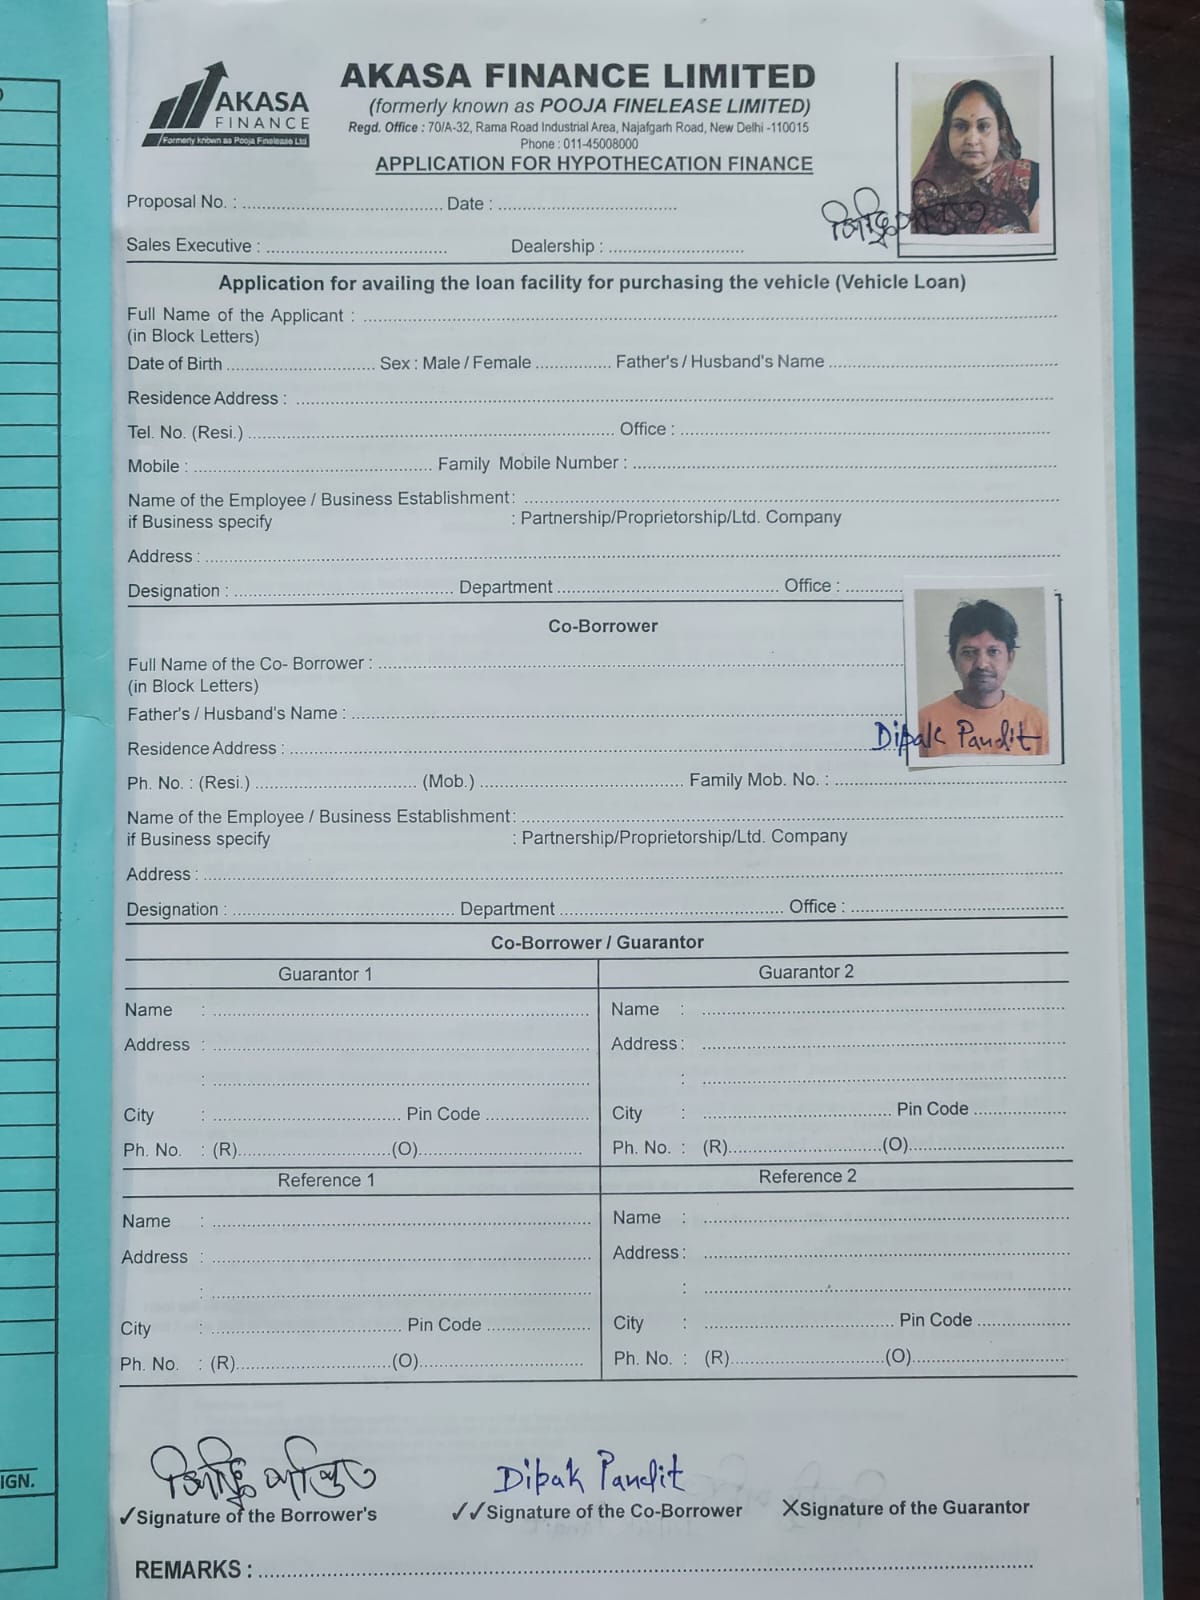 AKASA
FINANCE
Formerly known as Pooja Finelease Ltd
AKASA FINANCE LIMITED
(formerly known as POOJA FINELEASE LIMITED)
Regd. Office : 70/A-32, Rama Road Industrial Area, Najafgarh Road, New Delhi -110015
Phone : 011-45008000
APPLICATION FOR HYPOTHECATION FINANCE
Proposal No. : Date :
Sales Executive : Dealership :
Application for availing the loan facility for purchasing the vehicle (Vehicle Loan)
Full Name of the Applicant :
(in Block Letters)
Date of Birth Sex : Male / Female Father's / Husband's Name
Residence Address :
Tel. No. (Resi.) Office :
Mobile : Family Mobile Number :
Name of the Employee / Business Establishment :
if Business specify : Partnership/Proprietorship/Ltd. Company
Address :
Designation : Department Office :
Co-Borrower
Full Name of the Co- Borrower :
(in Block Letters)
Father's / Husband's Name :
Dipak Pandit
Residence Address :
Ph. No. : (Resi.) (Mob.) Family Mob. No. :
Name of the Employee / Business Establishment :
if Business specify : Partnership/Proprietorship/Ltd. Company
Address :
Designation : Department Office :
Co-Borrower / Guarantor
Guarantor 1 Guarantor 2
Name : Name :
Address : Address :
: :
City : Pin Code City : Pin Code
Ph. No. : (R) (O) Ph. No. : (R) (O)
Reference 1 Reference 2
Name : Name :
Address : Address :
: :
City : Pin Code City : Pin Code
Ph. No. : (R) (O) Ph. No. : (R) (O)
Dipak Pandit
IGN.
✓Signature of the Borrower's ✓✓Signature of the Co-Borrower XSignature of the Guarantor
REMARKS :